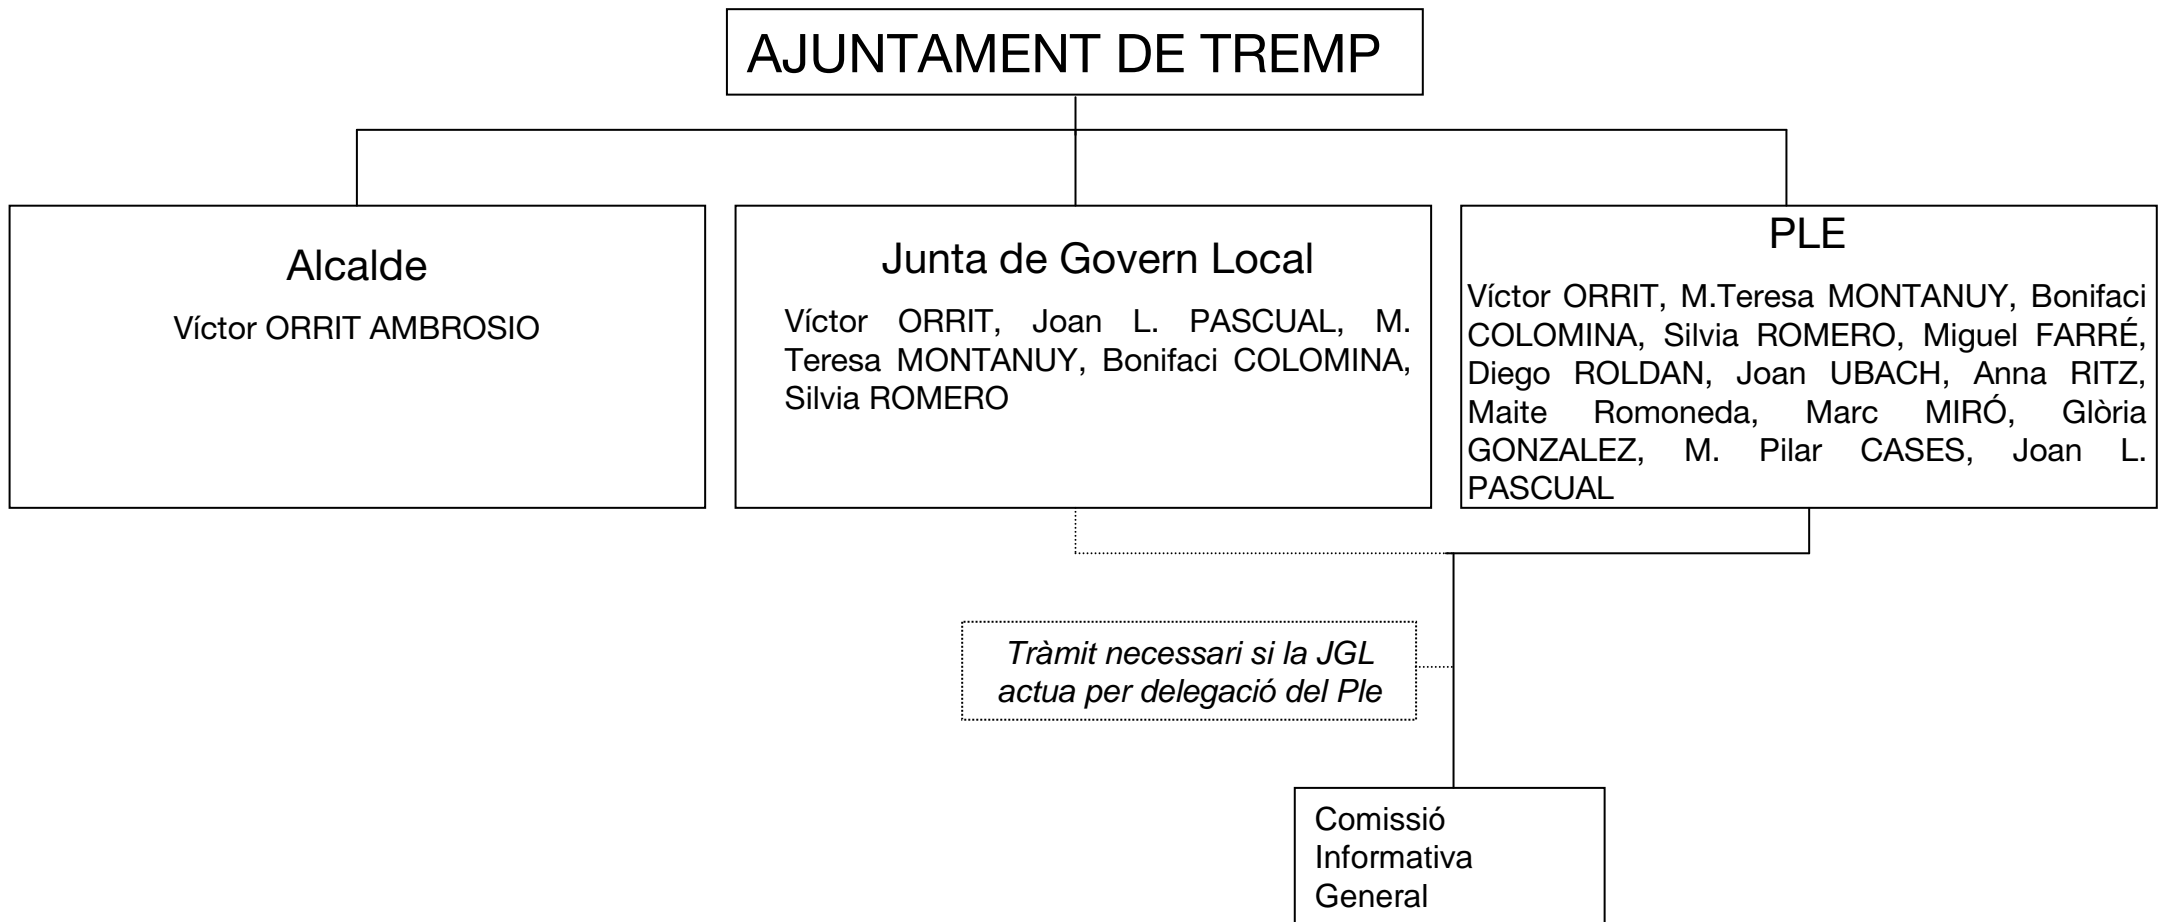 AJUNTAMENT DE TREMP
Alcalde
Víctor ORRIT AMBROSIO
Junta de Govern Local
Víctor ORRIT, Joan L. PASCUAL, M.
Teresa MONTANUY, Bonifaci COLOMINA,
Silvia ROMERO
PLE
Víctor ORRIT, M.Teresa MONTANUY, Bonifaci
COLOMINA, Silvia ROMERO, Miguel FARRÉ,
Diego ROLDAN, Joan UBACH, Anna RITZ,
Maite Romoneda, Marc MIRÓ, Glòria
GONZALEZ, M. Pilar CASES, Joan L.
PASCUAL
Tràmit necessari si la JGL
actua per delegació del Ple
Comissió
Informativa
General